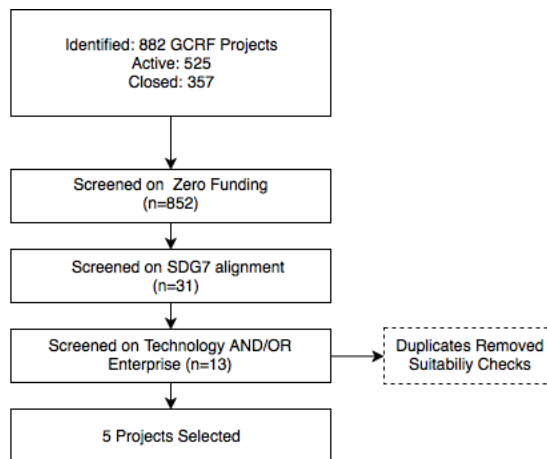 Identified: 882 GCRF Projects
Active: 525
Closed: 357
Screened on Zero Funding
(n=852)
Screened on SDG7 alignment
(n=31)
Screened on Technology AND/OR
Enterprise (n=13)
Duplicates Removed
Suitabiliy Checks
5 Projects Selected